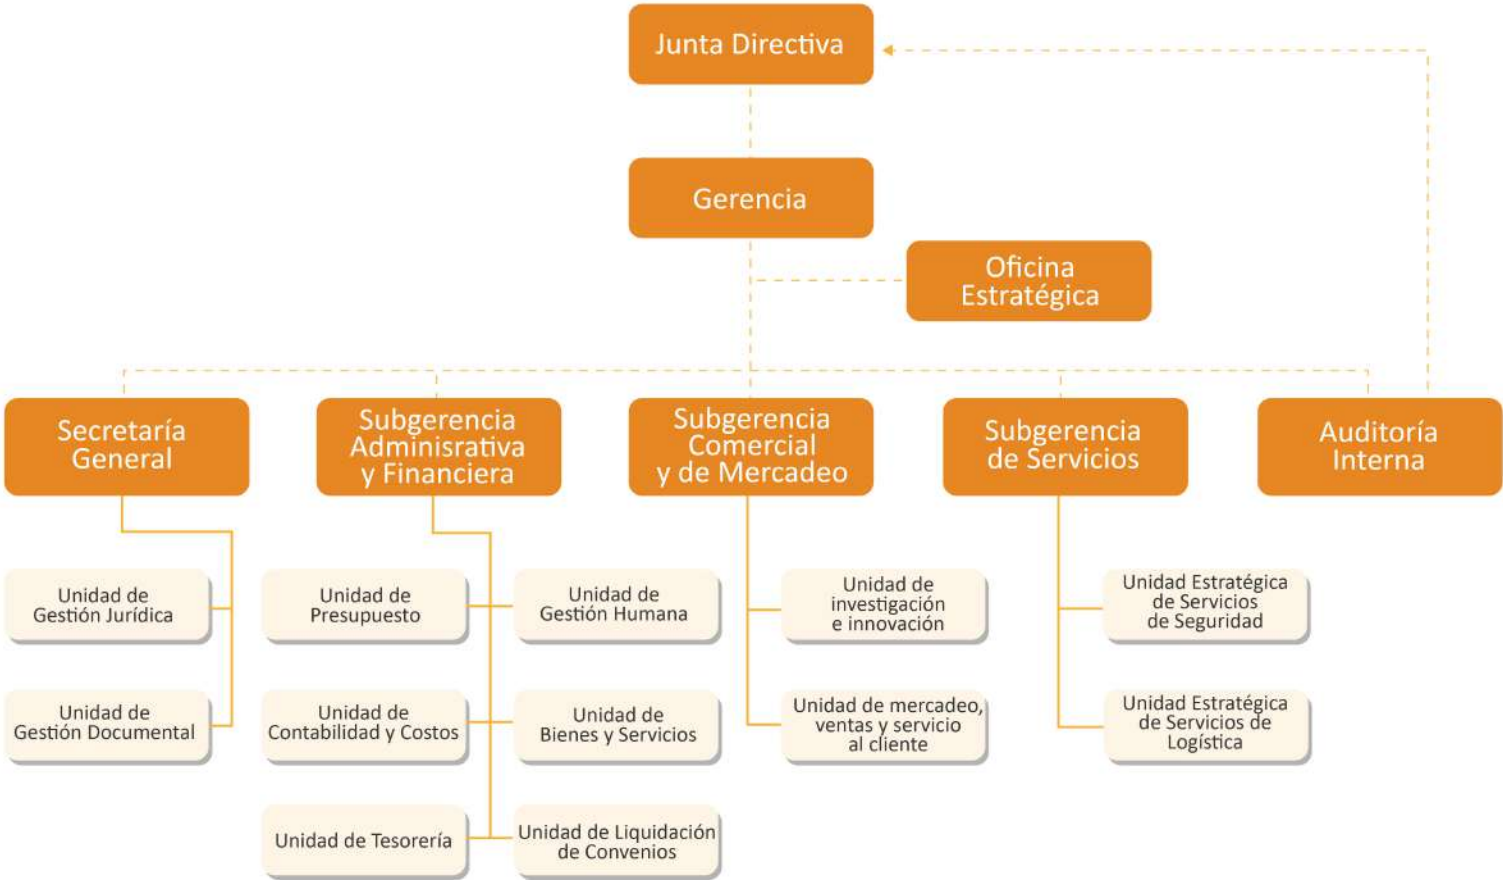 Junta Directiva
Gerencia
Oficina
Estratégica
Secretaría
General
Subgerencia
Adminisrativa
y Financiera
Subgerencia
Comercial
y de Mercadeo
Subgerencia
de Servicios
Auditoría
Interna
Unidad de
Gestión Jurídica
Unidad de
Gestión Documental
Unidad de
Presupuesto
Unidad de
Gestión Humana
Unidad de
Contabilidad y Costos
Unidad de
Bienes y Servicios
Unidad de Tesorería
Unidad de Liquidación
de Convenios
Unidad de
investigación
e innovación
Unidad de mercadeo,
ventas y servicio
al cliente
Unidad Estratégica
de Servicios
de Seguridad
Unidad Estratégica
de Servicios de
Logística